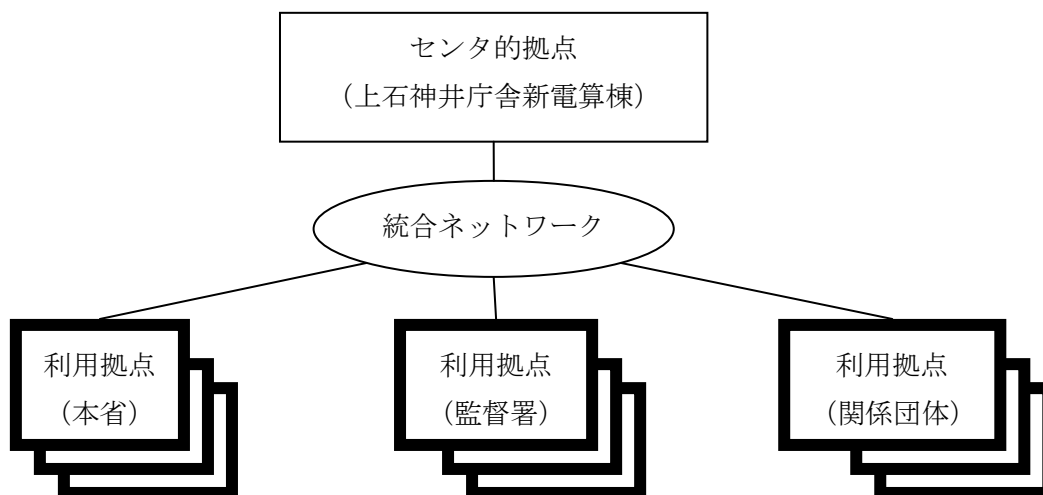 センタ的拠点
（上石神井庁舎新電算棟）
統合ネットワーク
利用拠点
（本省）
利用拠点
（監督署）
利用拠点
（関係団体）